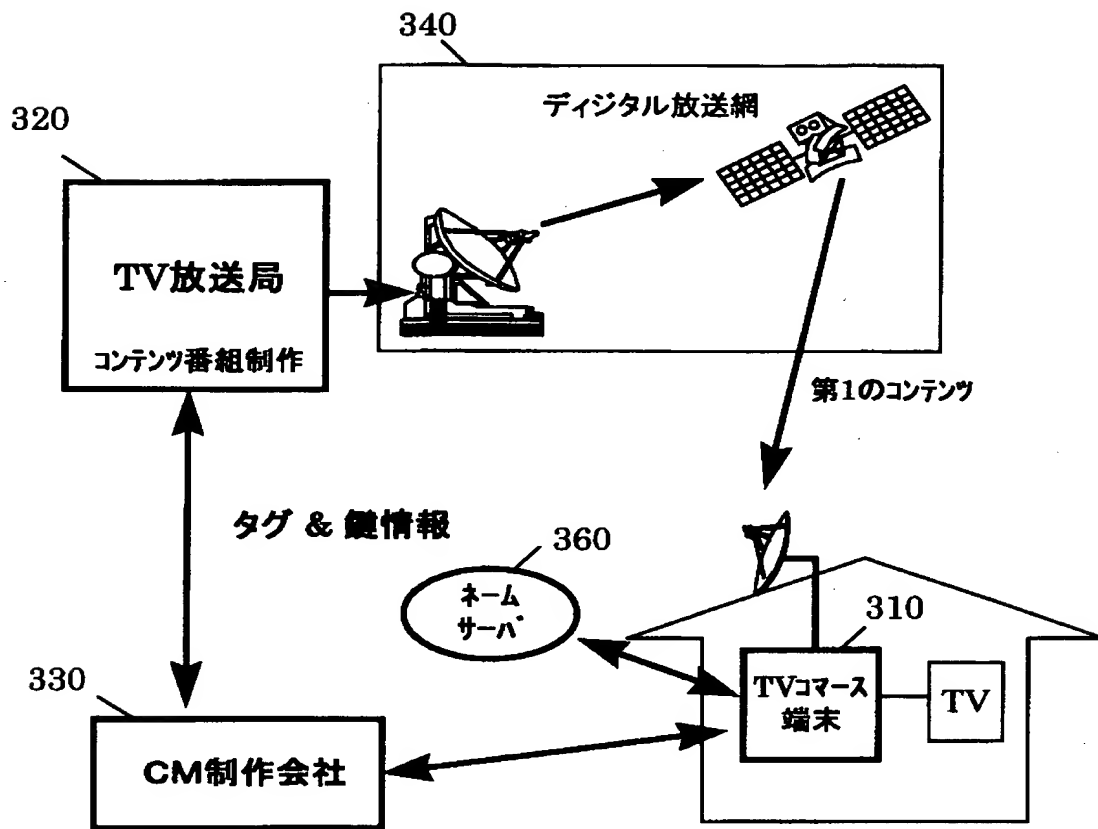 340
ディジタル放送網
320
TV放送局
コンテンツ番組制作
第1のコンテンツ
タグ & 鍵情報
360
ネーム
サーバ
310
TVコマース
端末
TV
330
CM制作会社